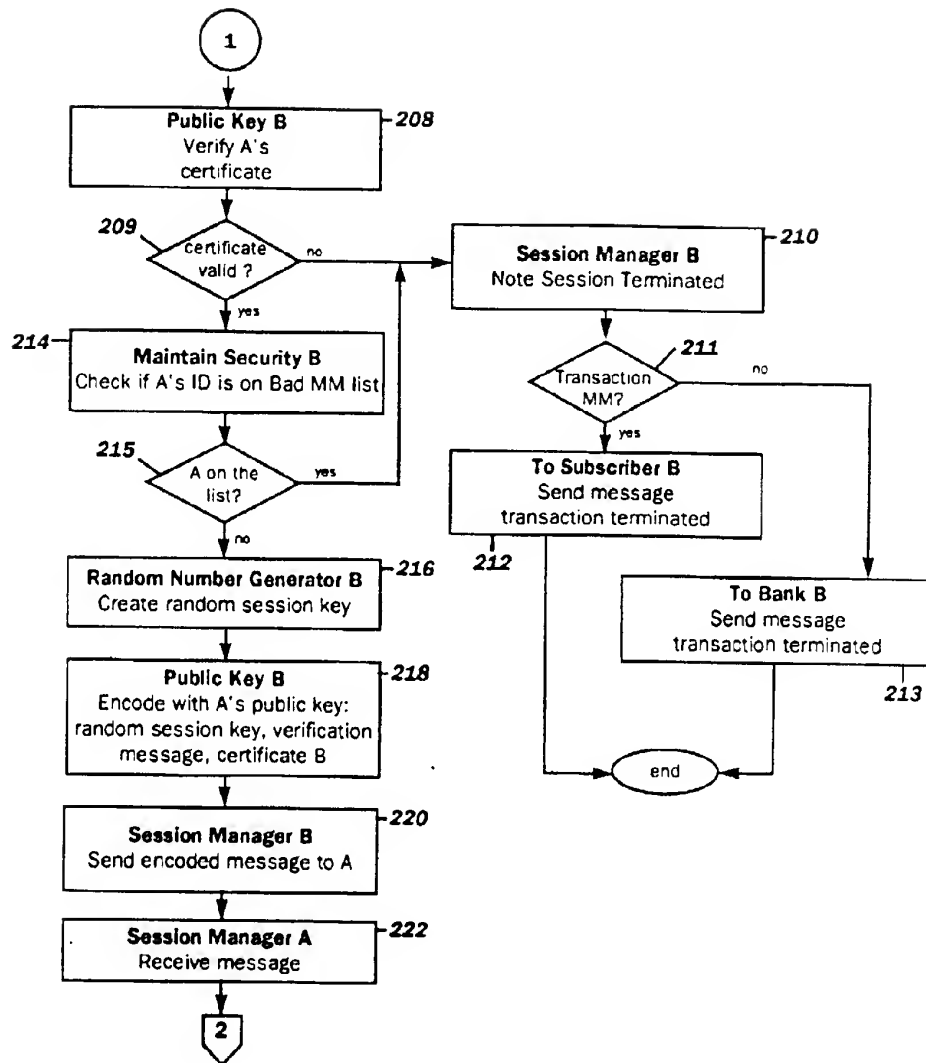 1
Public Key B
Verify A's
certificate
208
209
certificate
valid ?
no
yes
Session Manager B
Note Session Terminated
210
214
Maintain Security B
Check if A's ID is on Bad MM list
211
Transaction
MM?
no
yes
215
A on the
list?
yes
no
To Subscriber B
Send message
transaction terminated
212
Random Number Generator B
Create random session key
216
To Bank B
Send message
transaction terminated
213
Public Key B
Encode with A's public key:
random session key, verification
message, certificate B
218
end
Session Manager B
Send encoded message to A
220
Session Manager A
Receive message
222
2